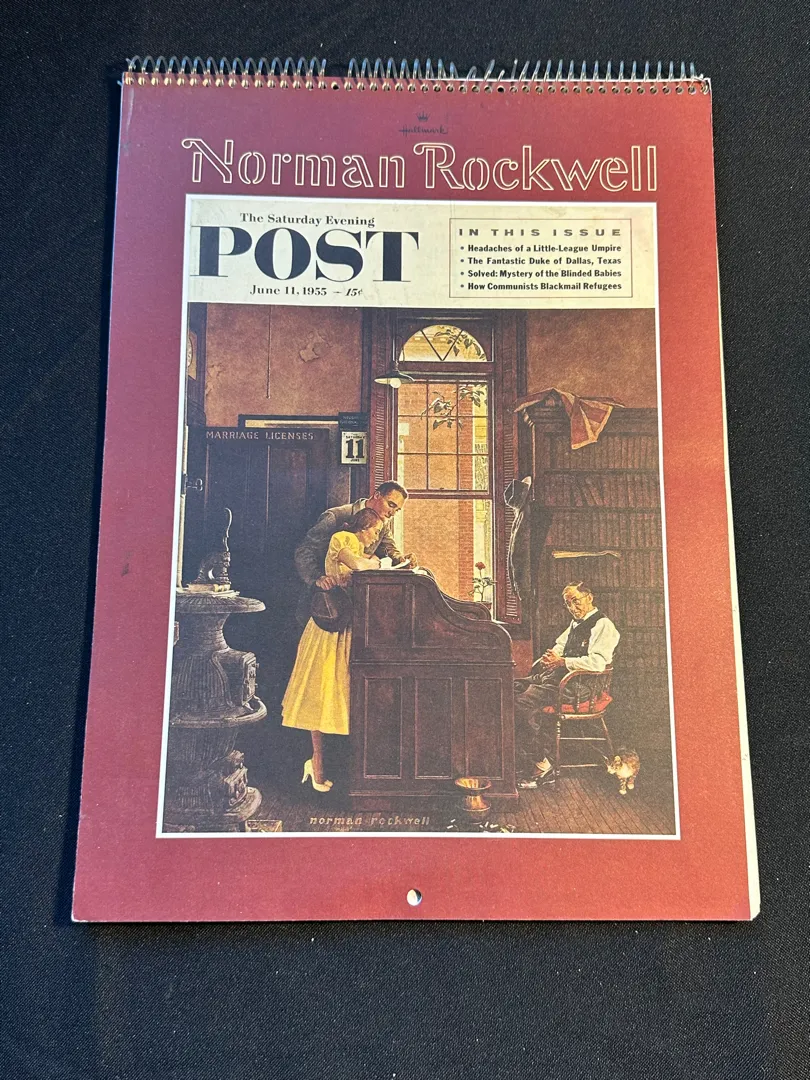 Hallmark
Norman Rockwell
The Saturday Evening
POST
June 11, 1955 – 15¢
IN THIS ISSUE
• Headaches of a Little-League Umpire
• The Fantastic Duke of Dallas, Texas
• Solved: Mystery of the Blinded Babies
• How Communists Blackmail Refugees
MARRIAGE LICENSES
SATURDAY
11
JUNE
norman rockwell